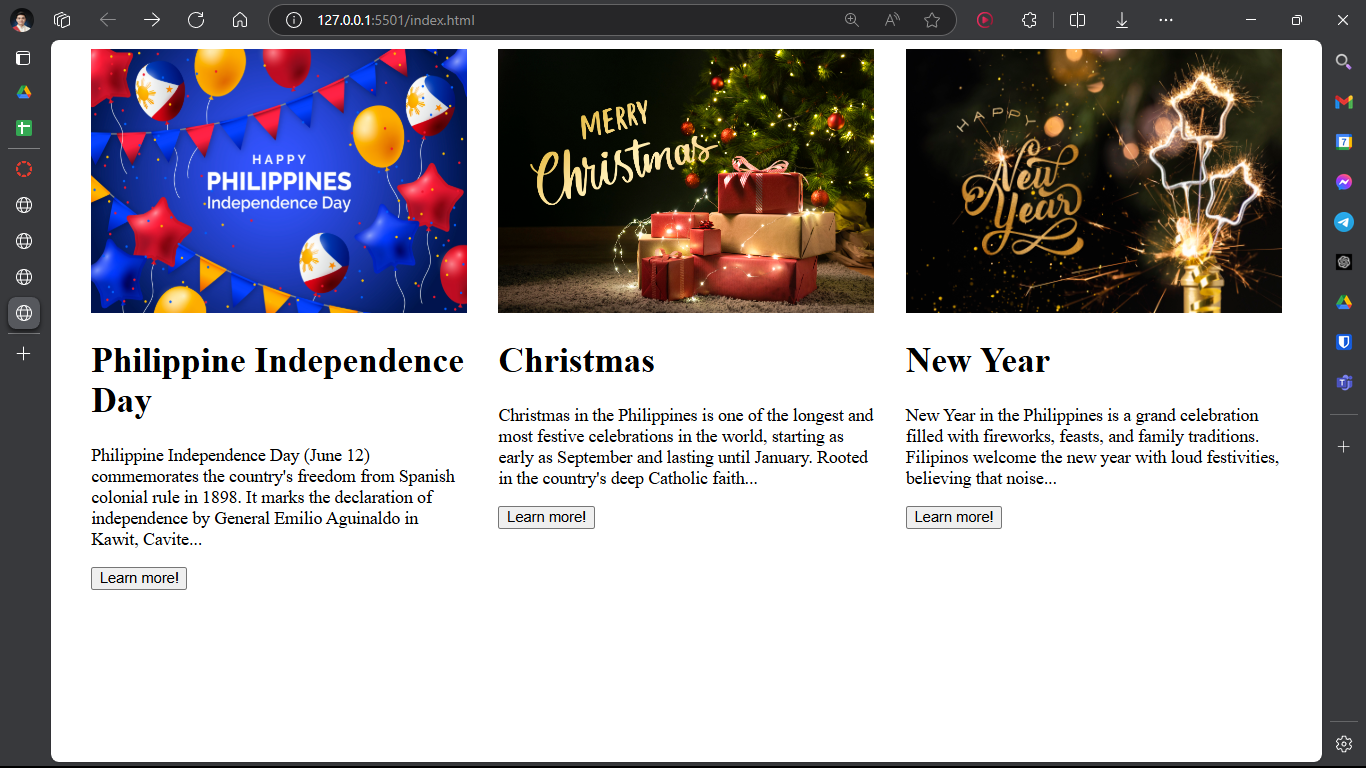 127.0.0.1:5501/index.html
HAPPY
PHILIPPINES
Independence Day
MERRY
Christmas
HAPPY
New
Year
Philippine Independence
Day
Philippine Independence Day (June 12)
commemorates the country's freedom from Spanish
colonial rule in 1898. It marks the declaration of
independence by General Emilio Aguinaldo in
Kawit, Cavite...
Learn more!
Christmas
Christmas in the Philippines is one of the longest and
most festive celebrations in the world, starting as
early as September and lasting until January. Rooted
in the country's deep Catholic faith...
Learn more!
New Year
New Year in the Philippines is a grand celebration
filled with fireworks, feasts, and family traditions.
Filipinos welcome the new year with loud festivities,
believing that noise...
Learn more!
7